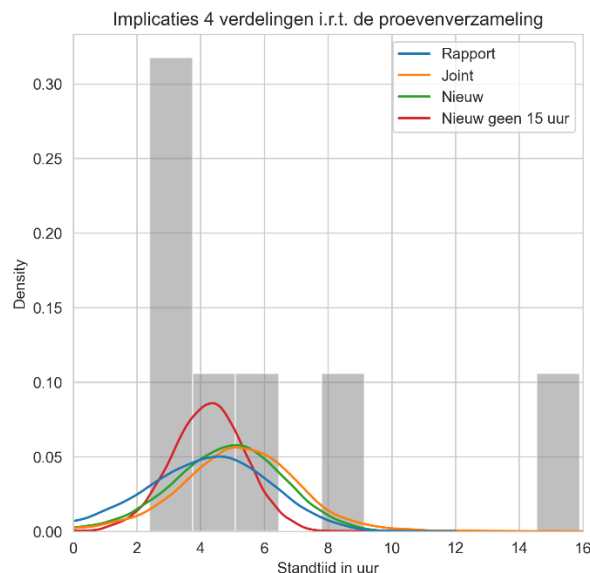 Implicaties 4 verdelingen i.r.t. de proevenverzameling
Rapport
Joint
Nieuw
Nieuw geen 15 uur
0.30
0.25
0.20
0.15
0.10
0.05
0.00
Density
0 2 4 6 8 10 12 14 16
Standtijd in uur